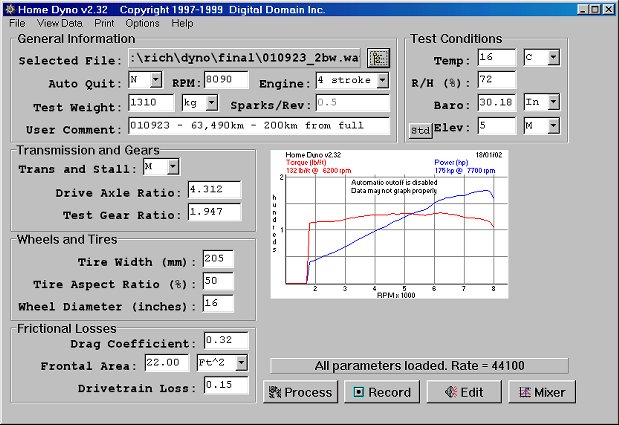 Home Dyno v2.32    Copyright 1997-1999  Digital Domain Inc.
File  View Data  Print  Options  Help
General Information
Selected File: :\rich\dyno\final\010923_2bw.wav
Auto Quit: N  RPM: 8090  Engine: 4 stroke
Test Weight: 1310 kg  Sparks/Rev: 0.5
User Comment: 010923 - 63,490km - 200km from full
Test Conditions
Temp: 16 C
R/H (%): 72
Baro: 30.18 In
Std Elev: 5 M
Transmission and Gears
Trans and Stall: M
Drive Axle Ratio: 4.312
Test Gear Ratio: 1.947
Wheels and Tires
Tire Width (mm): 205
Tire Aspect Ratio (%): 50
Wheel Diameter (inches): 16
Frictional Losses
Drag Coefficient: 0.32
Frontal Area: 22.00 Ft^2
Drivetrain Loss: 0.15
Home Dyno v2.32 18/01/02
Torque (lb/ft) Power (hp)
132 lb/ft @ 6200 rpm 175 hp @ 7700 rpm
Automatic cutoff is disabled
Data may not graph properly
hundreds
2
1
2 3 4 5 6 7 8
RPM x 1000
All parameters loaded. Rate = 44100
Process Record Edit Mixer